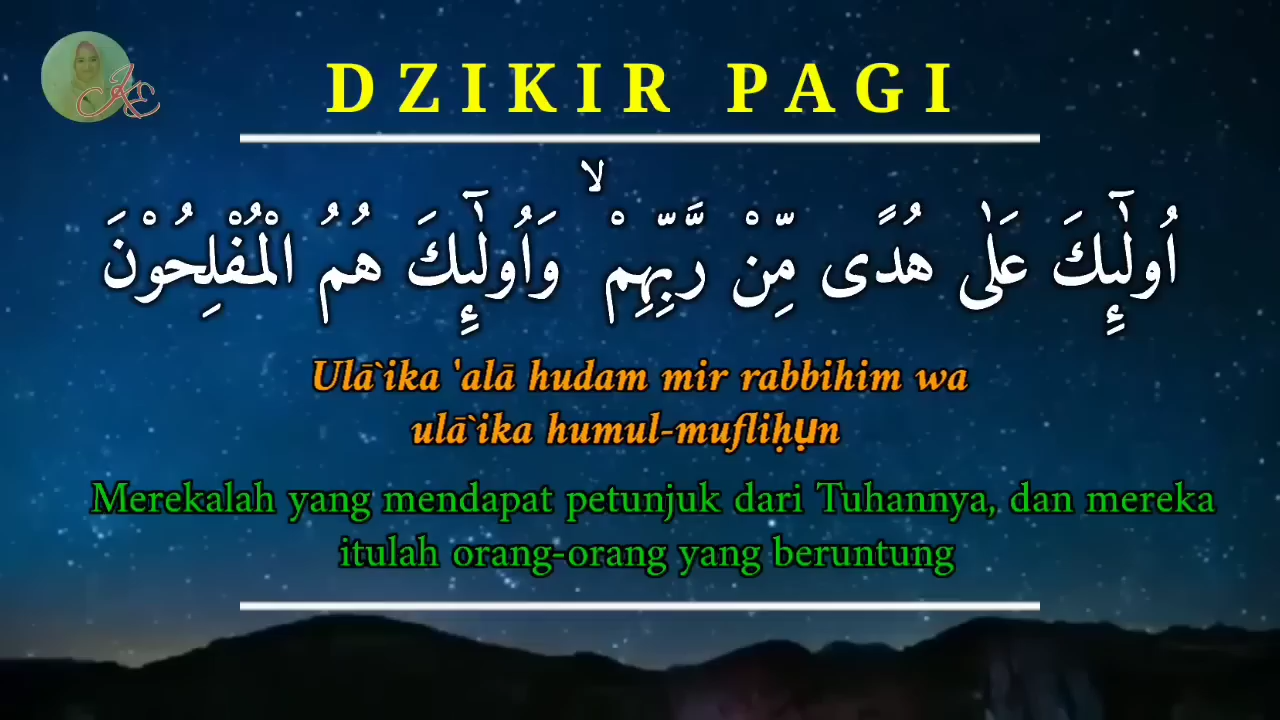 DZIKIR PAGI
اُولٰۤىِٕكَ عَلٰى هُدًى مِّنْ رَّبِّهِمْ ۙ وَاُولٰۤىِٕكَ هُمُ الْمُفْلِحُوْنَ
Ulā`ika 'alā hudam mir rabbihim wa
ulā`ika humul-mufliḥụn
Merekalah yang mendapat petunjuk dari Tuhannya, dan mereka
itulah orang-orang yang beruntung